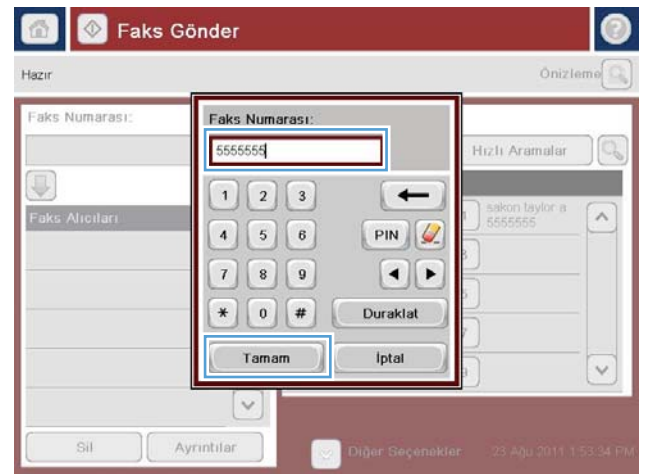 Faks Gönder
Hazır
Önizleme
Faks Numarası:
Hızlı Aramalar
Faks Alıcıları
sakon taylor a
5555555
Faks Numarası:
5555555
1 2 3
4 5 6 PIN
7 8 9
* 0 # Duraklat
Tamam İptal
Sil Ayrıntılar
Diğer Seçenekler 23 Ağu 2011 1:53:34 PM